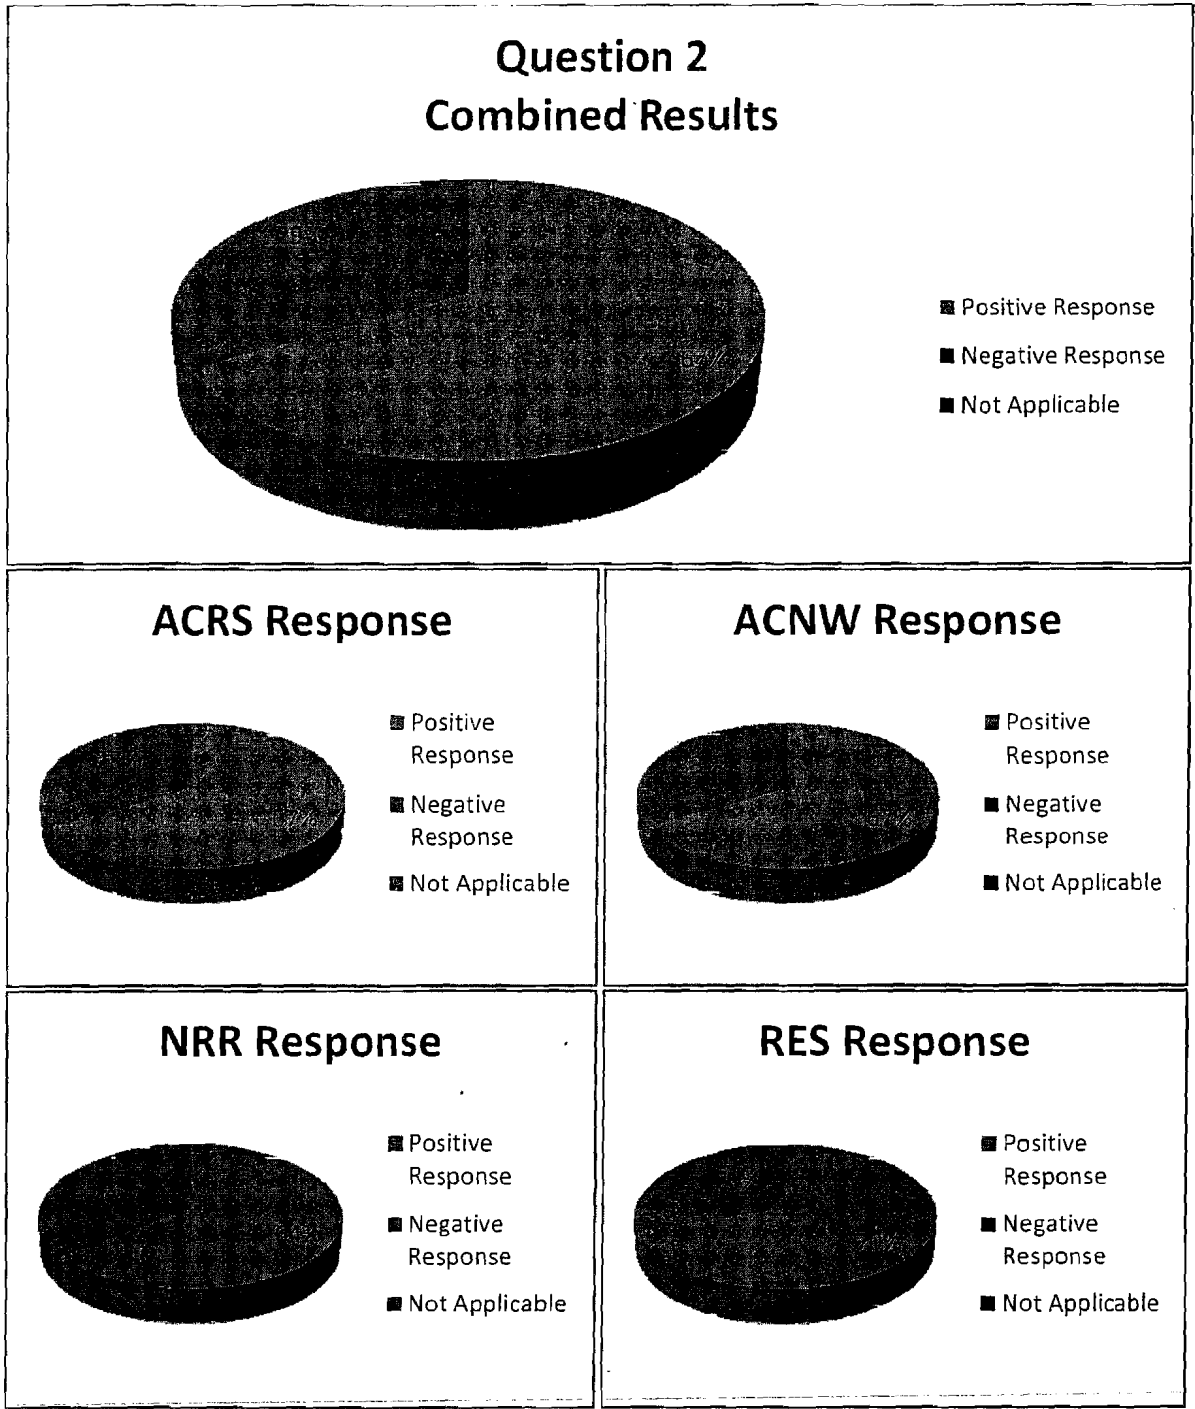 Question 2
Combined Results
Positive Response
Negative Response
Not Applicable
ACRS Response
Positive
Response
Negative
Response
Not Applicable
ACNW Response
Positive
Response
Negative
Response
Not Applicable
NRR Response
Positive
Response
Negative
Response
Not Applicable
RES Response
Positive
Response
Negative
Response
Not Applicable